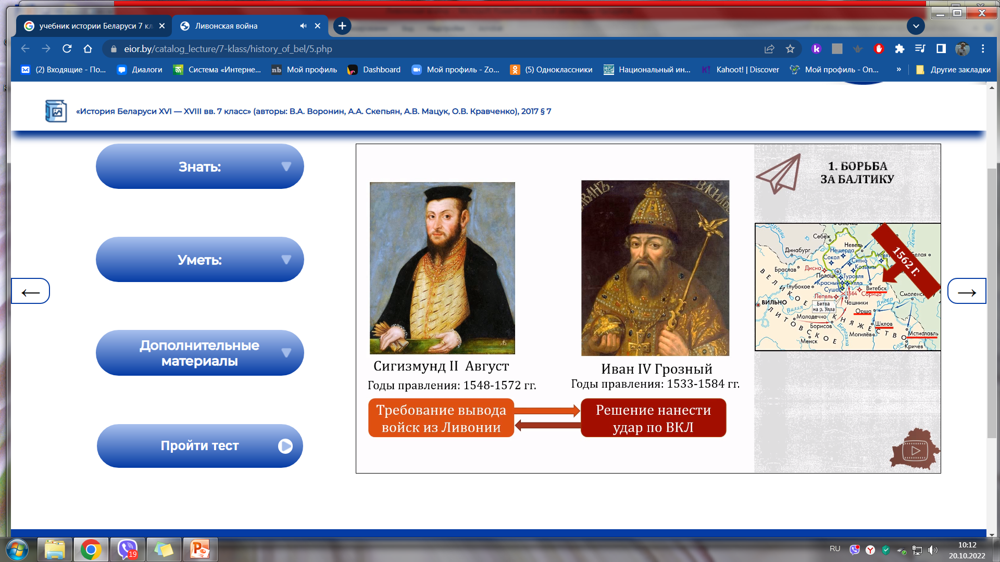 учебник истории Беларуси 7 кл
Ливонская война
eior.by/catalog_lecture/7-klass/history_of_bel/5.php
(2) Входящие - По...
Диалоги
Система «Интерне...
Мой профиль
Dashboard
Мой профиль - Zo...
(5) Одноклассники
Национальный ин...
Kahoot! | Discover
Мой профиль - On...
»
Другие закладки
«История Беларуси XVI — XVIII вв. 7 класс» (авторы: В.А. Воронин, А.А. Скепьян, А.В. Мацук, О.В. Кравченко), 2017 § 7
Знать:
Уметь:
Дополнительные
материалы
Пройти тест
←
→
1. БОРЬБА
ЗА БАЛТИКУ
Сигизмунд II Август
Годы правления: 1548-1572 гг.
Иван IV Грозный
Годы правления: 1533-1584 гг.
Требование вывода
войск из Ливонии
Решение нанести
удар по ВКЛ
1562 Г.
Себеж
Невель
Динабург
Нещерда
Сокол
Ситно
Белая
Двина
Браслав
Дисна
Козьяны
Полоцк
Туровля
Глубокое
Красный
Улла
Суша
Витебск
Лепель
1564
Смоленск
ВИЛЬНО
Битва
на р. Улла
Чашники
Днепр
Вилия
Орша
Молодечно
Шклов
Борисов
Березина
Могилёв
Мстиславль
Минск
Сож
Кричев
ВЕЛИКОЕ
ЛИТОВСКОЕ
КНЯЖЕСТВО
19
RU
10:12
20.10.2022